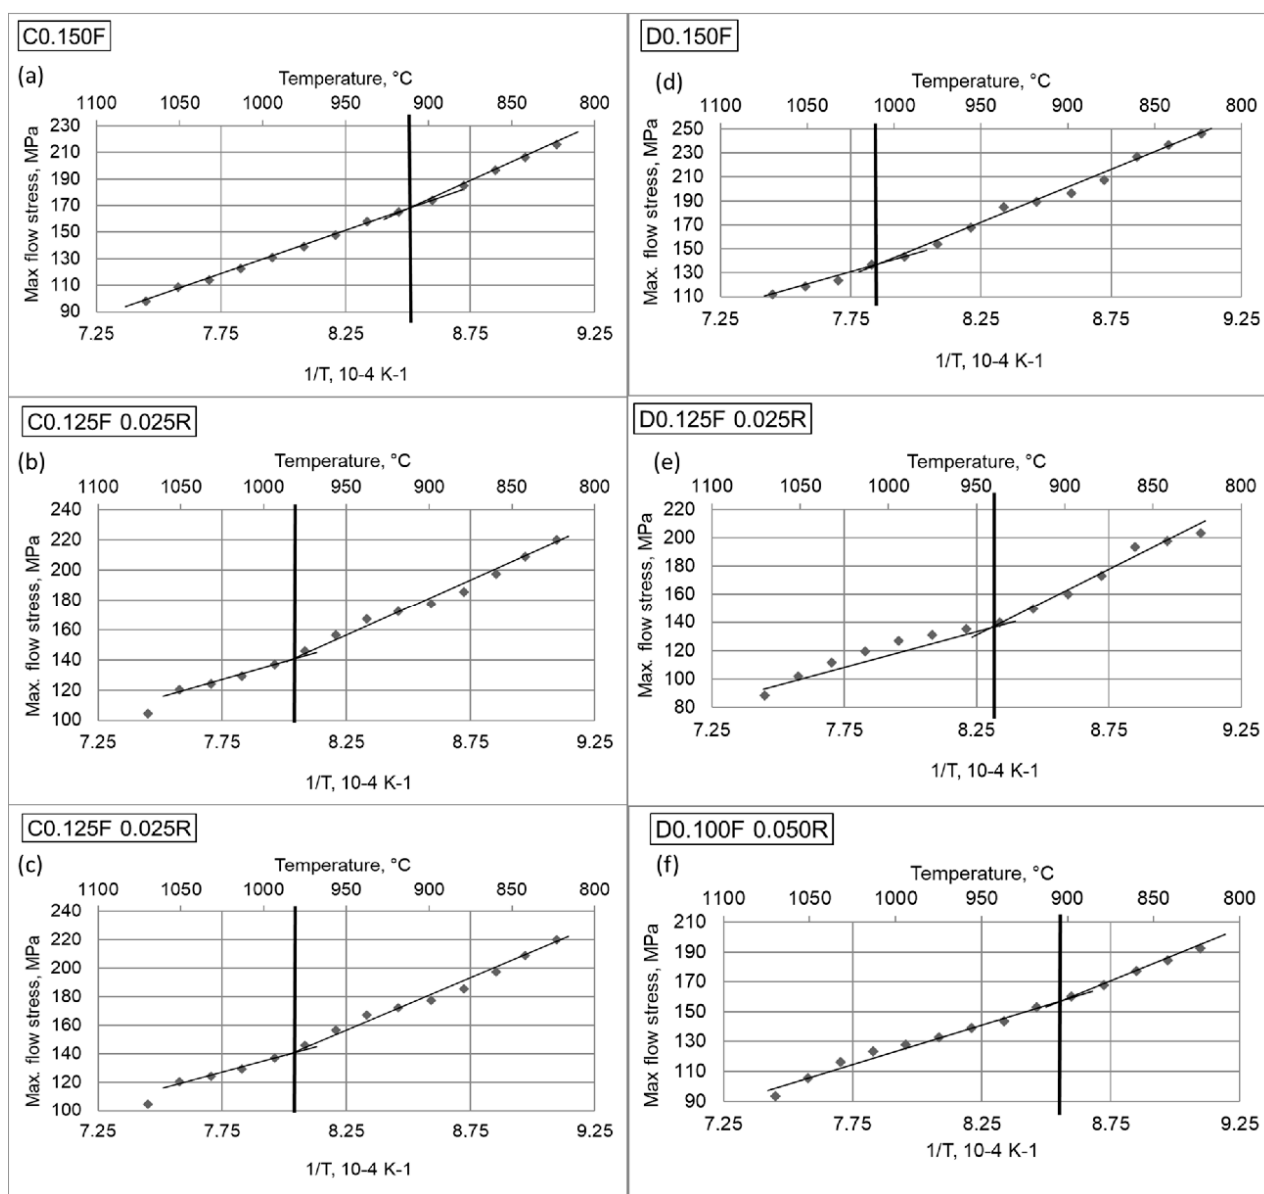 C0.150F
(a)
Temperature, °C
1100 1050 1000 950 900 850 800
Max flow stress, MPa
230
210
190
170
150
130
110
90
7.25 7.75 8.25 8.75 9.25
1/T, 10-4 K-1
D0.150F
(d)
Temperature, °C
1100 1050 1000 950 900 850 800
Max. flow stress, MPa
250
230
210
190
170
150
130
110
7.25 7.75 8.25 8.75 9.25
1/T, 10-4 K-1
C0.125F 0.025R
(b)
Temperature, °C
1100 1050 1000 950 900 850 800
Max. flow stress, MPa
240
220
200
180
160
140
120
100
7.25 7.75 8.25 8.75 9.25
1/T, 10-4 K-1
D0.125F 0.025R
(e)
Temperature, °C
1100 1050 1000 950 900 850 800
Max. flow stress, MPa
220
200
180
160
140
120
100
80
7.25 7.75 8.25 8.75 9.25
1/T, 10-4 K-1
C0.125F 0.025R
(c)
Temperature, °C
1100 1050 1000 950 900 850 800
Max. flow stress, MPa
240
220
200
180
160
140
120
100
7.25 7.75 8.25 8.75 9.25
1/T, 10-4 K-1
D0.100F 0.050R
(f)
Temperature, °C
1100 1050 1000 950 900 850 800
Max flow stress, MPa
210
190
170
150
130
110
90
7.25 7.75 8.25 8.75 9.25
1/T, 10-4 K-1